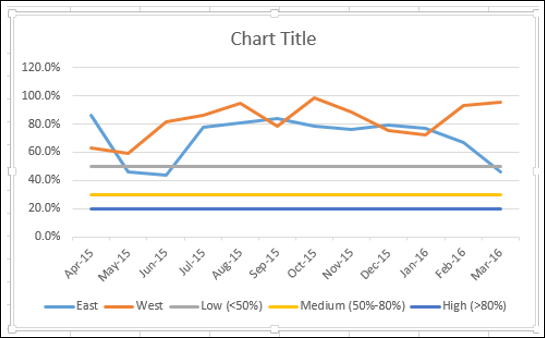 Chart Title
120.0%
100.0%
80.0%
60.0%
40.0%
20.0%
0.0%
Apr-15 May-15 Jun-15 Jul-15 Aug-15 Sep-15 Oct-15 Nov-15 Dec-15 Jan-16 Feb-16 Mar-16
East West Low (<50%) Medium (50%-80%) High (>80%)